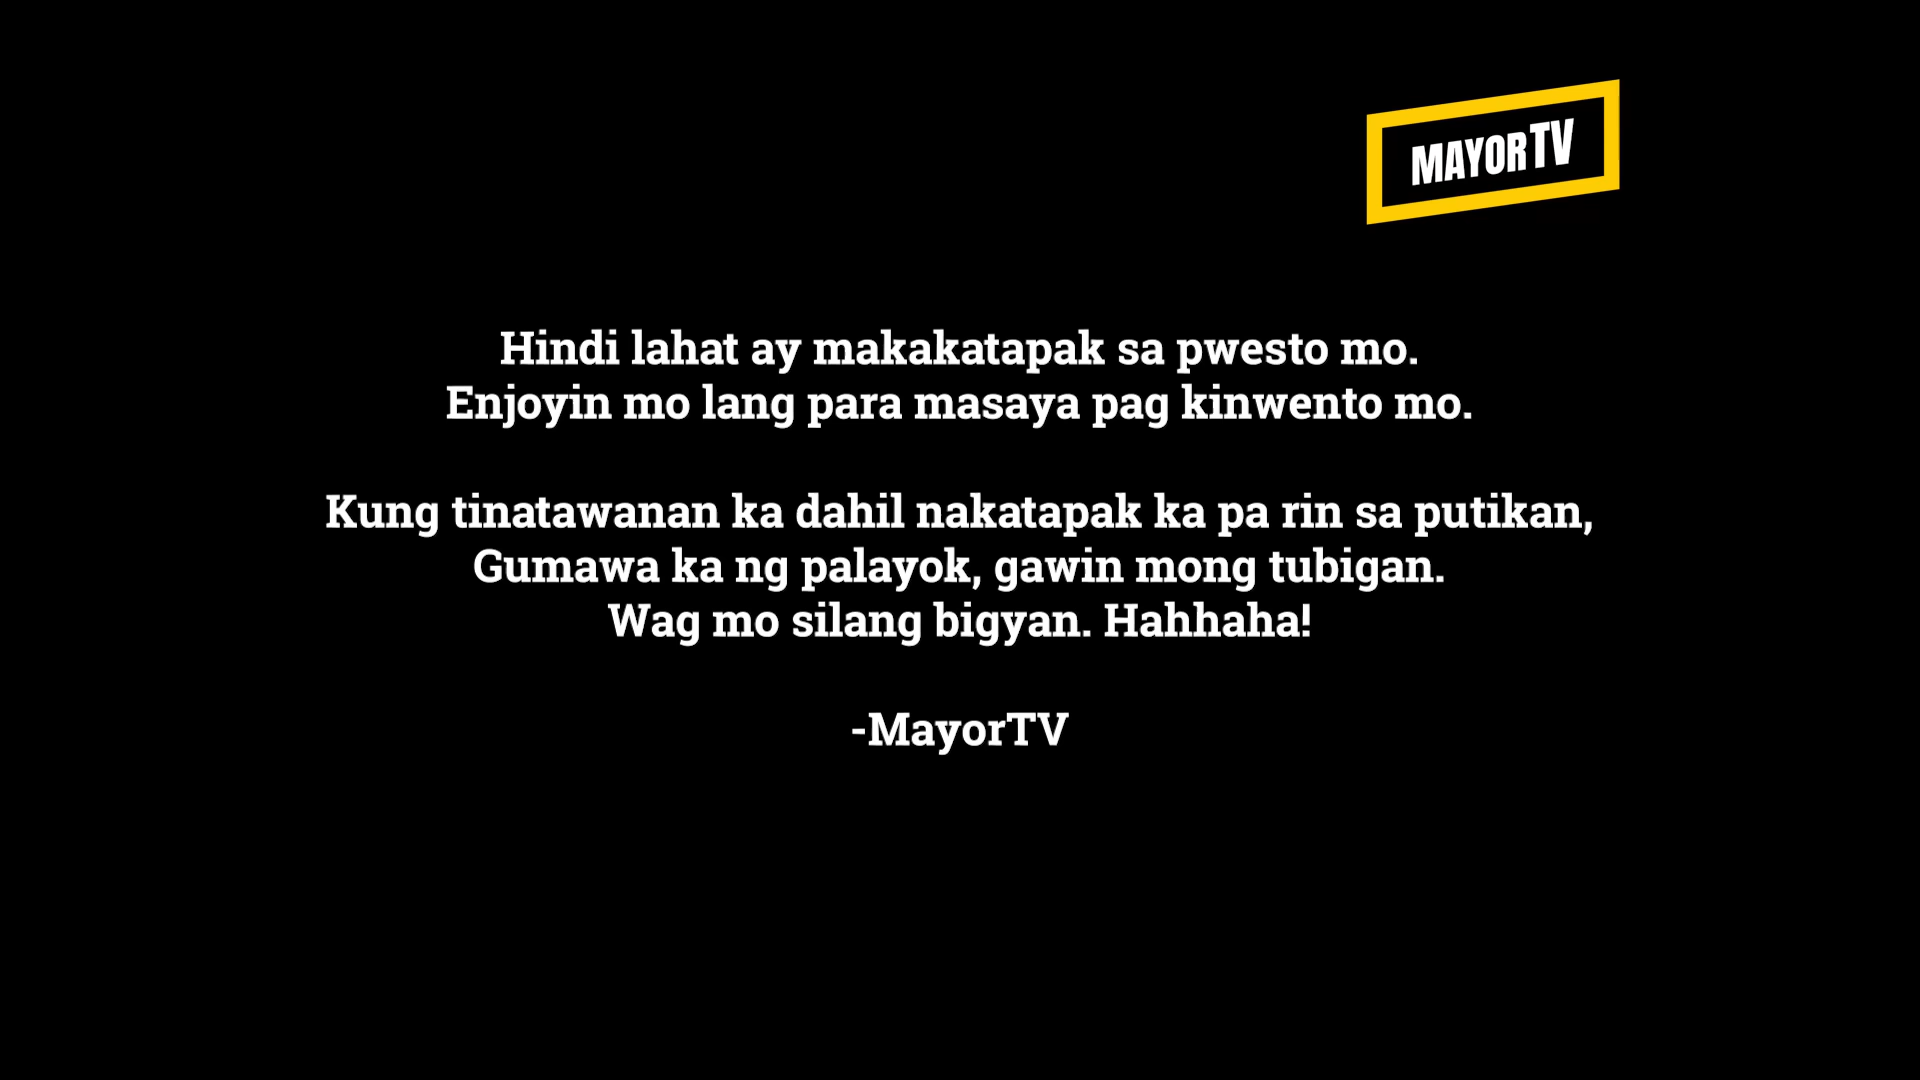 MAYORTV
Hindi lahat ay makakatapak sa pwesto mo.
Enjoyin mo lang para masaya pag kinwento mo.
Kung tinatawanan ka dahil nakatapak ka pa rin sa putikan,
Gumawa ka ng palayok, gawin mong tubigan.
Wag mo silang bigyan. Hahhaha!
-MayorTV